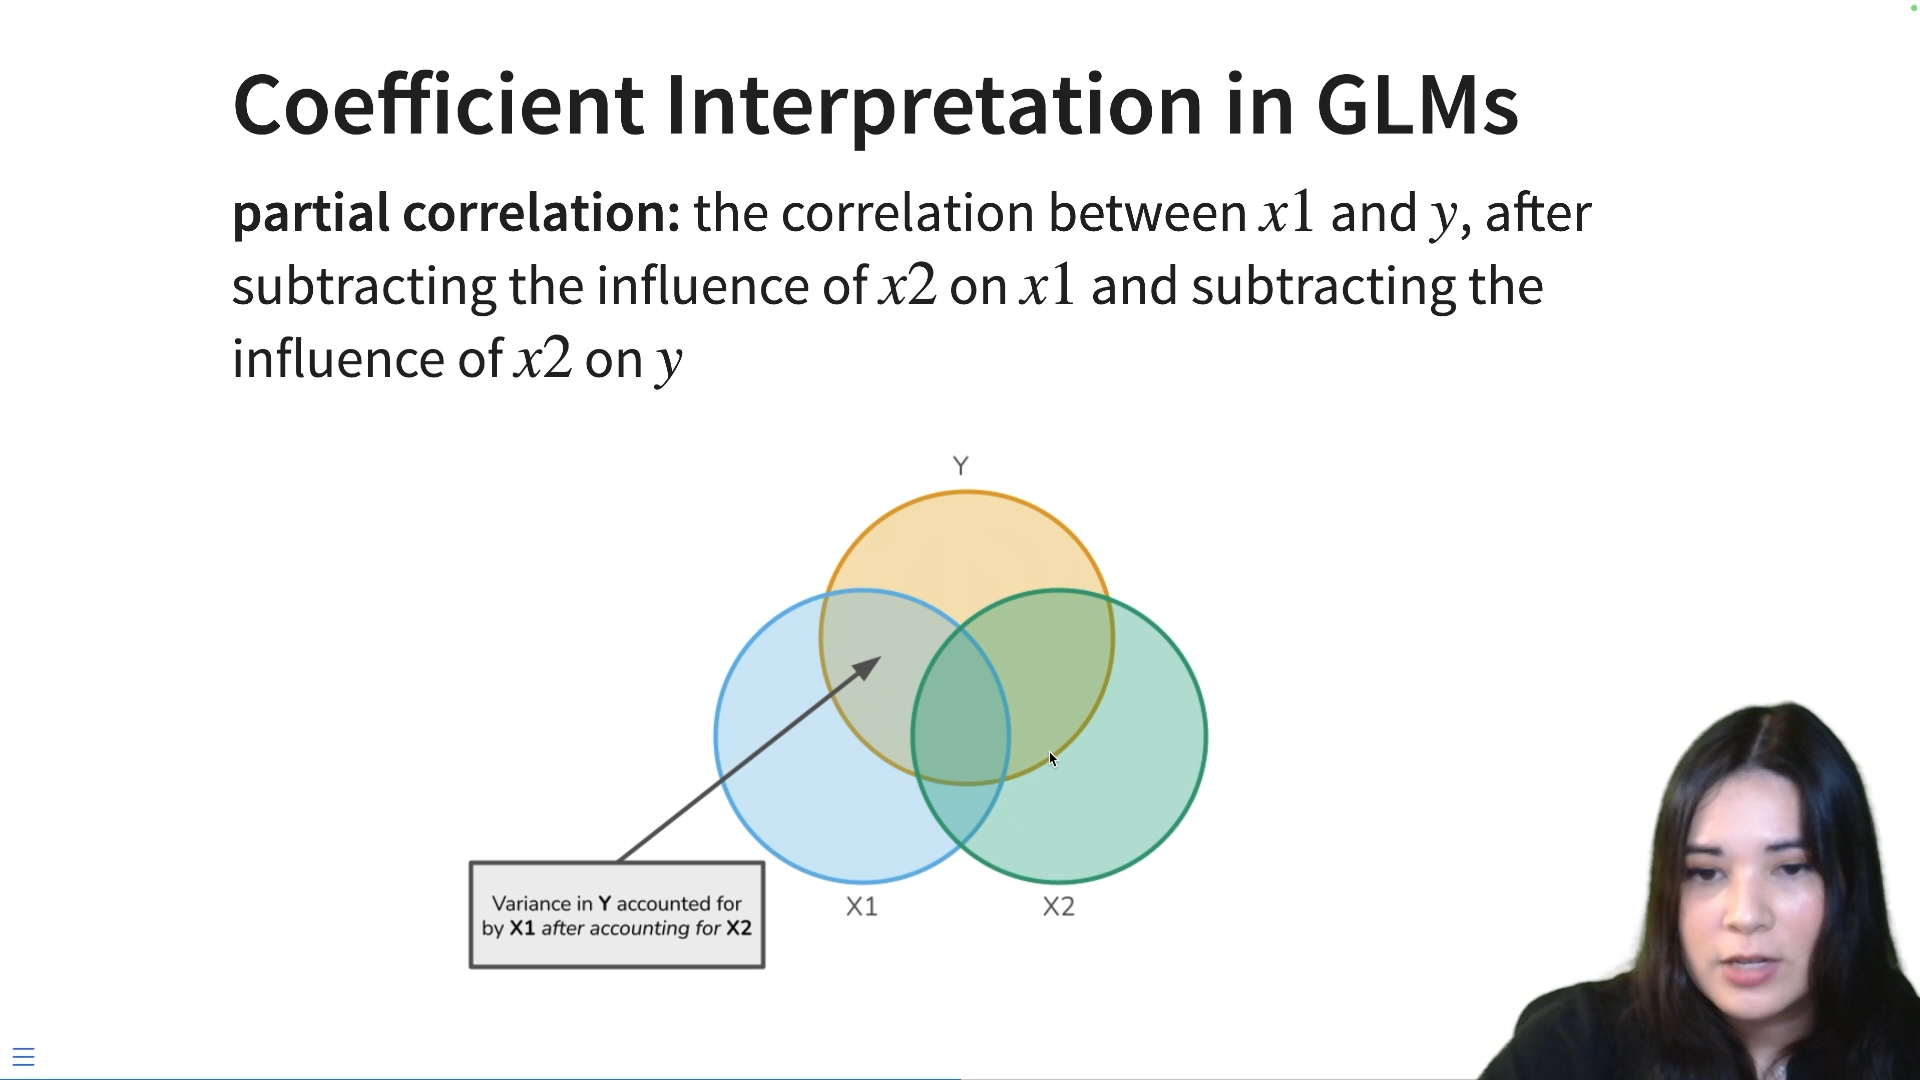 Coefficient Interpretation in GLMs
partial correlation: the correlation between x1 and y, after
subtracting the influence of x2 on x1 and subtracting the
influence of x2 on y
Y
Variance in Y accounted for
by X1 after accounting for X2
X1
X2